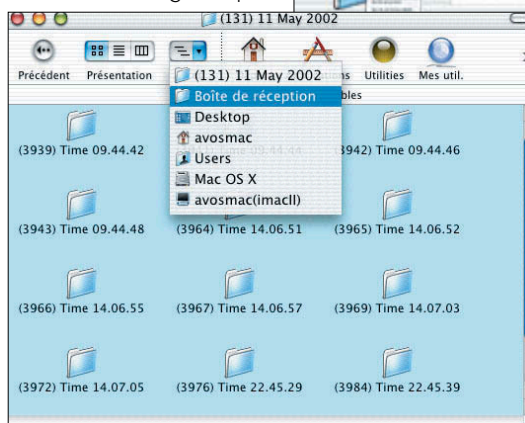 (131) 11 May 2002
Précédent Présentation Utilities Mes util.
(131) 11 May 2002
Boîte de réception
bles
Desktop
avosmac
Users
Mac OS X
avosmac(imacll)
(3939) Time 09.44.42
3942) Time 09.44.46
(3943) Time 09.44.48 (3964) Time 14.06.51 (3965) Time 14.06.52
(3966) Time 14.06.55 (3967) Time 14.06.57 (3969) Time 14.07.03
(3972) Time 14.07.05 (3976) Time 22.45.29 (3984) Time 22.45.39